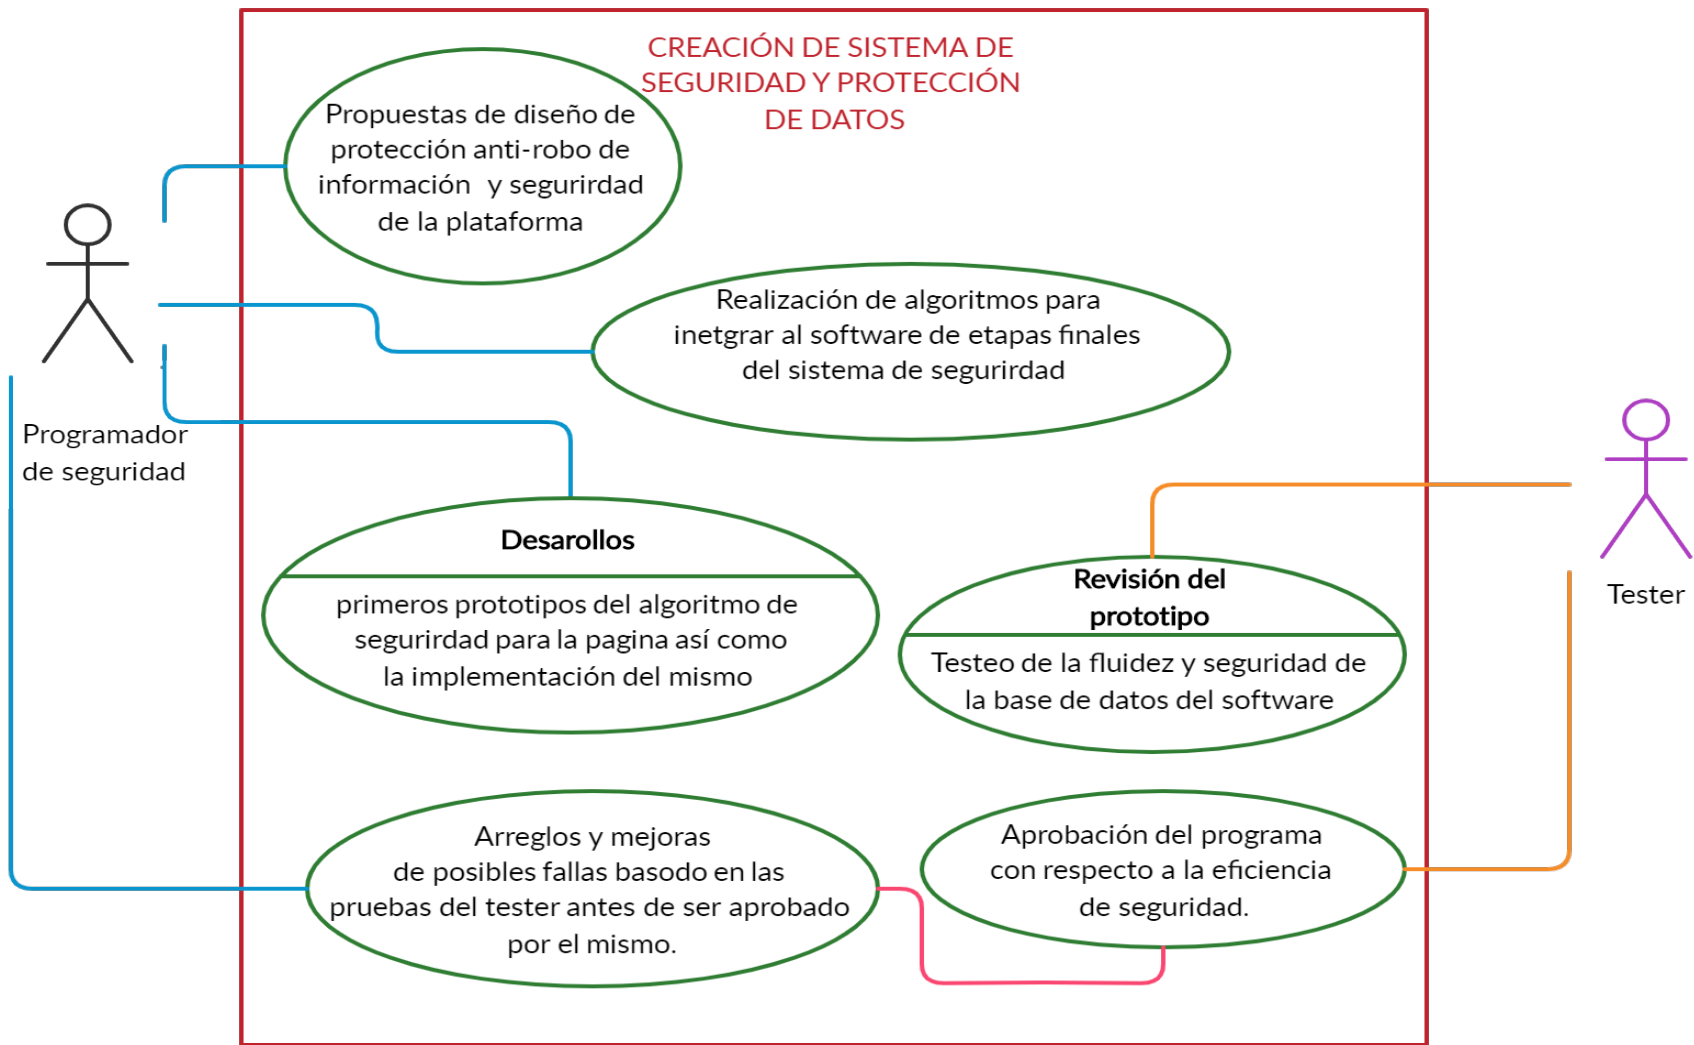 CREACIÓN DE SISTEMA DE
SEGURIDAD Y PROTECCIÓN
DE DATOS
Propuestas de diseño de
protección anti-robo de
información y segurirdad
de la plataforma
Realización de algoritmos para
inetgrar al software de etapas finales
del sistema de segurirdad
Programador
de seguridad
Desarollos
primeros prototipos del algoritmo de
segurirdad para la pagina así como
la implementación del mismo
Revisión del
prototipo
Testeo de la fluidez y seguridad de
la base de datos del software
Tester
Arreglos y mejoras
de posibles fallas basodo en las
pruebas del tester antes de ser aprobado
por el mismo.
Aprobación del programa
con respecto a la eficiencia
de seguridad.